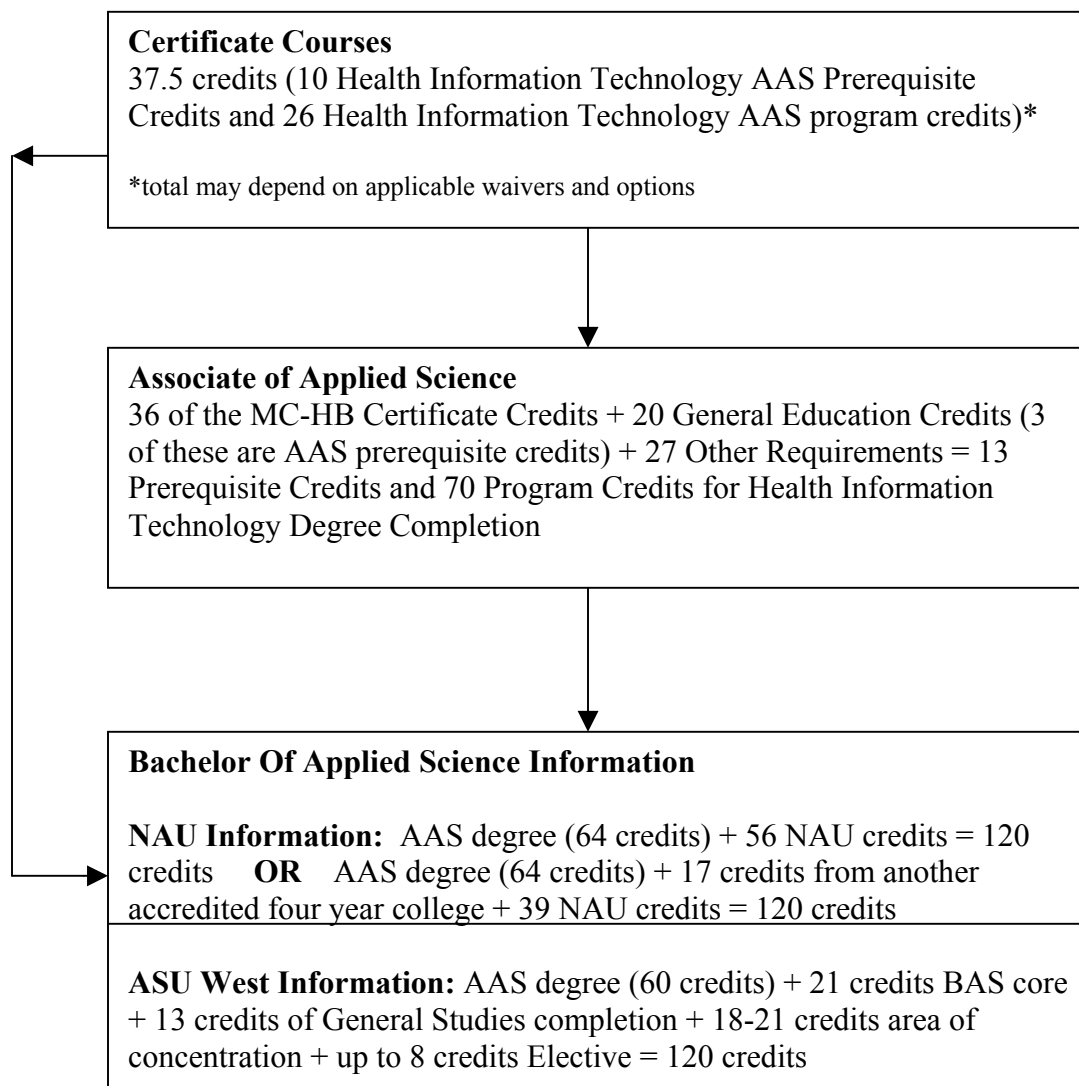 Certificate Courses
37.5 credits (10 Health Information Technology AAS Prerequisite
Credits and 26 Health Information Technology AAS program credits)*
*total may depend on applicable waivers and options
Associate of Applied Science
36 of the MC-HB Certificate Credits + 20 General Education Credits (3
of these are AAS prerequisite credits) + 27 Other Requirements = 13
Prerequisite Credits and 70 Program Credits for Health Information
Technology Degree Completion
Bachelor Of Applied Science Information
NAU Information: AAS degree (64 credits) + 56 NAU credits = 120
credits OR AAS degree (64 credits) + 17 credits from another
accredited four year college + 39 NAU credits = 120 credits
ASU West Information: AAS degree (60 credits) + 21 credits BAS core
+ 13 credits of General Studies completion + 18-21 credits area of
concentration + up to 8 credits Elective = 120 credits